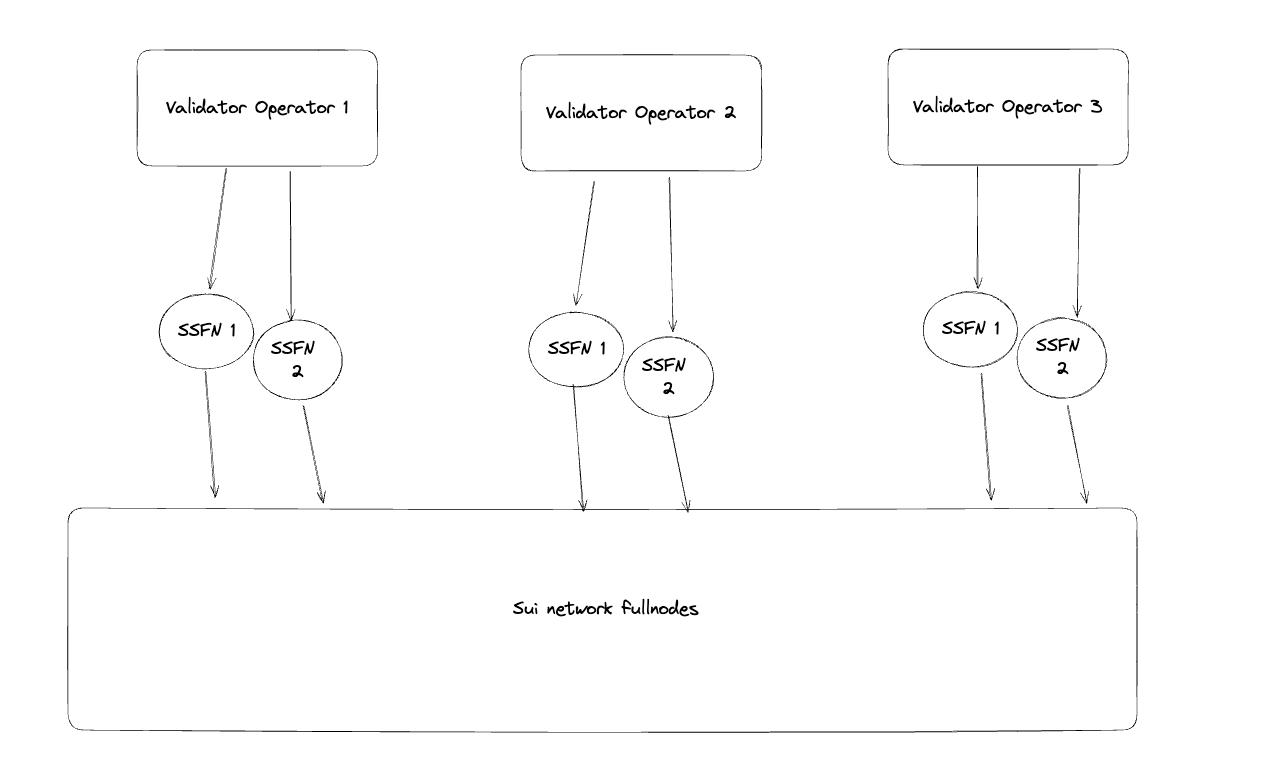 Validator Operator 1
Validator Operator 2
Validator Operator 3
SSFN 1
SSFN
2
SSFN 1
SSFN
2
SSFN 1
SSFN
2
Sui network fullnodes